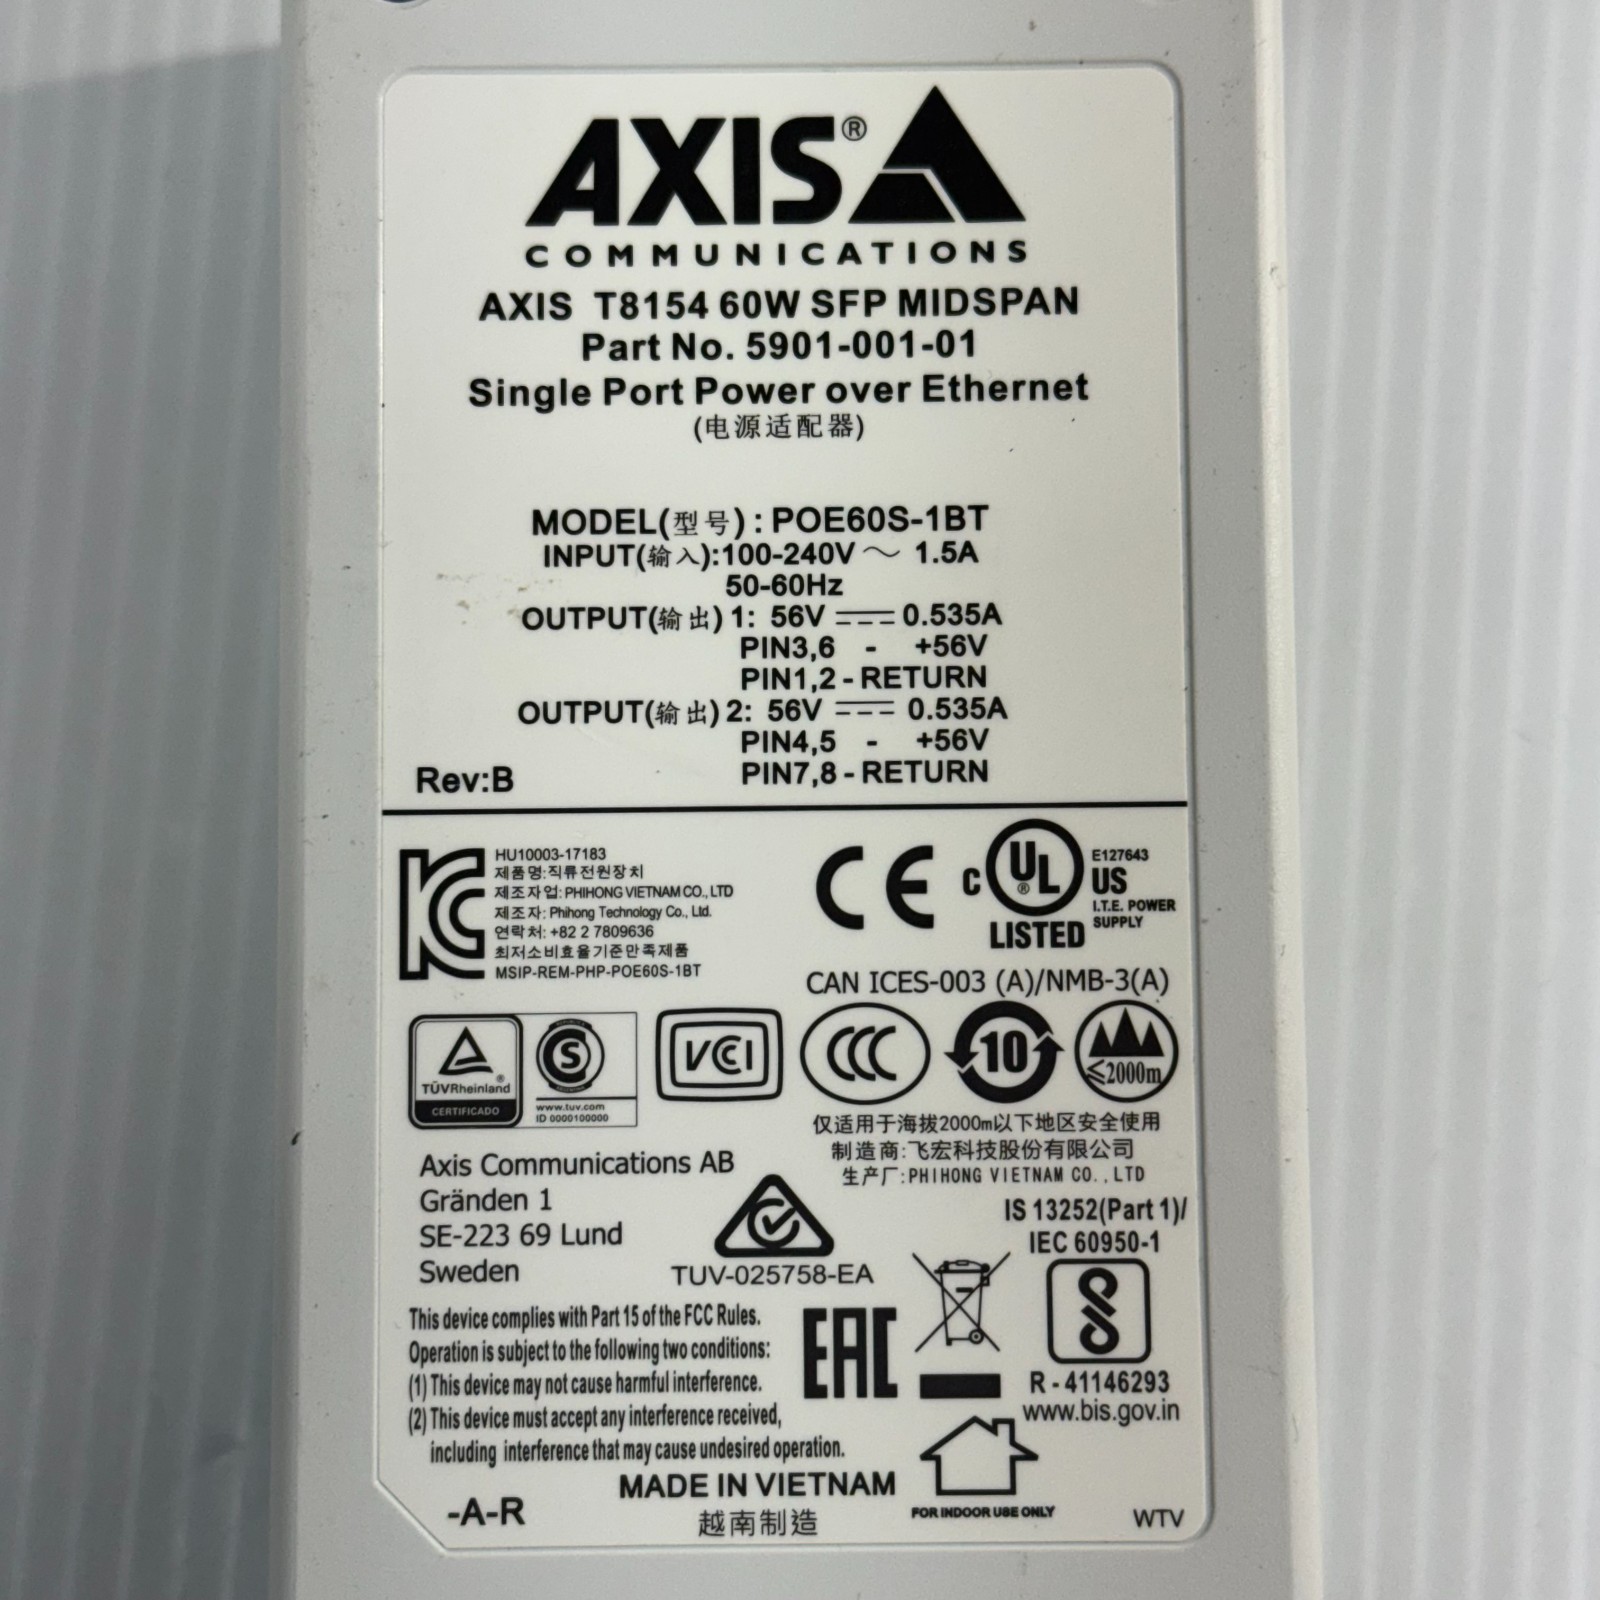 AXIS®
COMMUNICATIONS
AXIS T8154 60W SFP MIDSPAN
Part No. 5901-001-01
Single Port Power over Ethernet
(电源适配器)
MODEL(型号):POE60S-1BT
INPUT(输入):100-240V ～ 1.5A
50-60Hz
OUTPUT(输出)1: 56V ⎓ 0.535A
PIN3,6 - +56V
PIN1,2-RETURN
OUTPUT(输出)2: 56V ⎓ 0.535A
PIN4,5 - +56V
PIN7,8-RETURN
Rev:B
HU10003-17183
제품명:직류전원장치
제조자업:PHIHONG VIETNAM CO.,LTD
제조자: Phihong Technology Co., Ltd.
연락처: +82 2 7809636
최저소비효율기준만족제품
MSIP-REM-PHP-POE60S-1BT
CE
C UL® US
LISTED
E127643
I.T.E. POWER
SUPPLY
CAN ICES-003 (A)/NMB-3(A)
TÜVRheinland®
CERTIFICADO
S
www.tuv.com
ID 0000100000
VCCI
CCC
10
≤2000m
仅适用于海拔2000m以下地区安全使用
制造商:飞宏科技股份有限公司
生产厂:PHIHONG VIETNAM CO.,LTD
Axis Communications AB
Gränden 1
SE-223 69 Lund
Sweden
TUV-025758-EA
IS 13252(Part 1)/
IEC 60950-1
R - 41146293
www.bis.gov.in
This device complies with Part 15 of the FCC Rules.
Operation is subject to the following two conditions:
(1) This device may not cause harmful interference.
(2) This device must accept any interference received,
including interference that may cause undesired operation.
EAC
MADE IN VIETNAM
越南制造
FOR INDOOR USE ONLY
-A-R
WTV